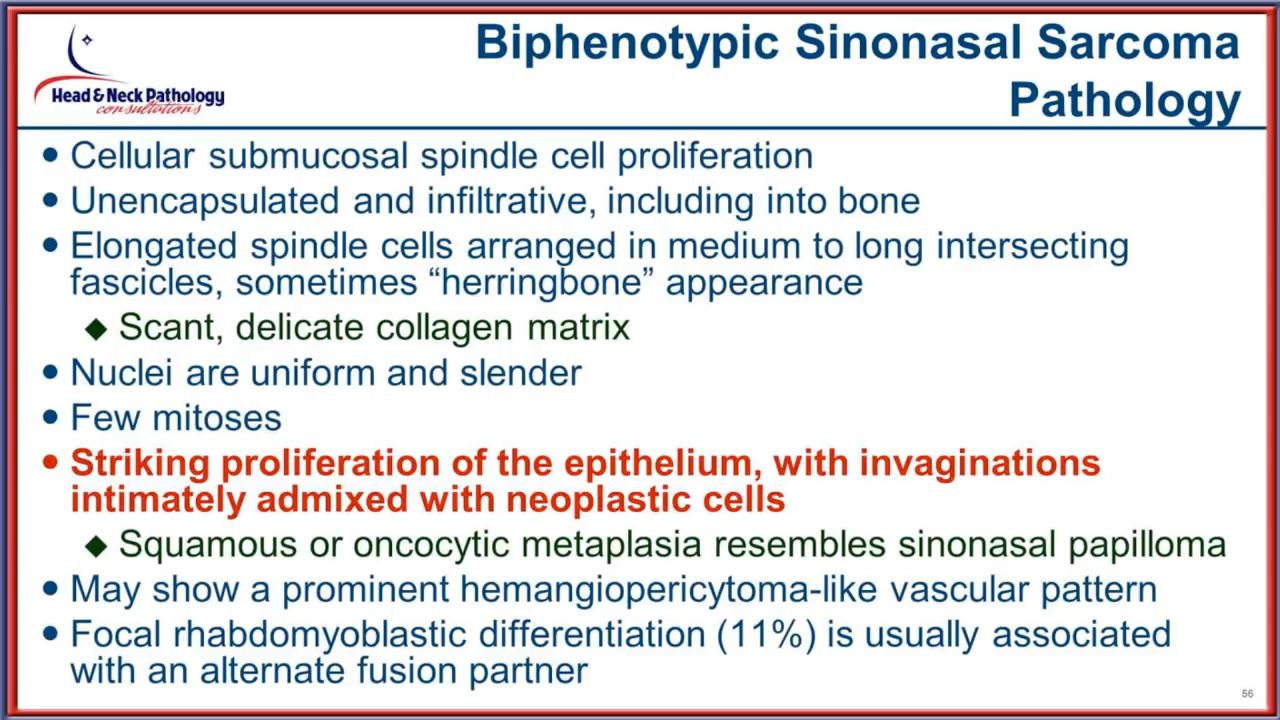 Biphenotypic Sinonasal Sarcoma
Pathology
Head & Neck Pathology
consultations
• Cellular submucosal spindle cell proliferation
• Unencapsulated and infiltrative, including into bone
• Elongated spindle cells arranged in medium to long intersecting
fascicles, sometimes “herringbone” appearance
◆ Scant, delicate collagen matrix
• Nuclei are uniform and slender
• Few mitoses
• Striking proliferation of the epithelium, with invaginations
intimately admixed with neoplastic cells
◆ Squamous or oncocytic metaplasia resembles sinonasal papilloma
• May show a prominent hemangiopericytoma-like vascular pattern
• Focal rhabdomyoblastic differentiation (11%) is usually associated
with an alternate fusion partner
56